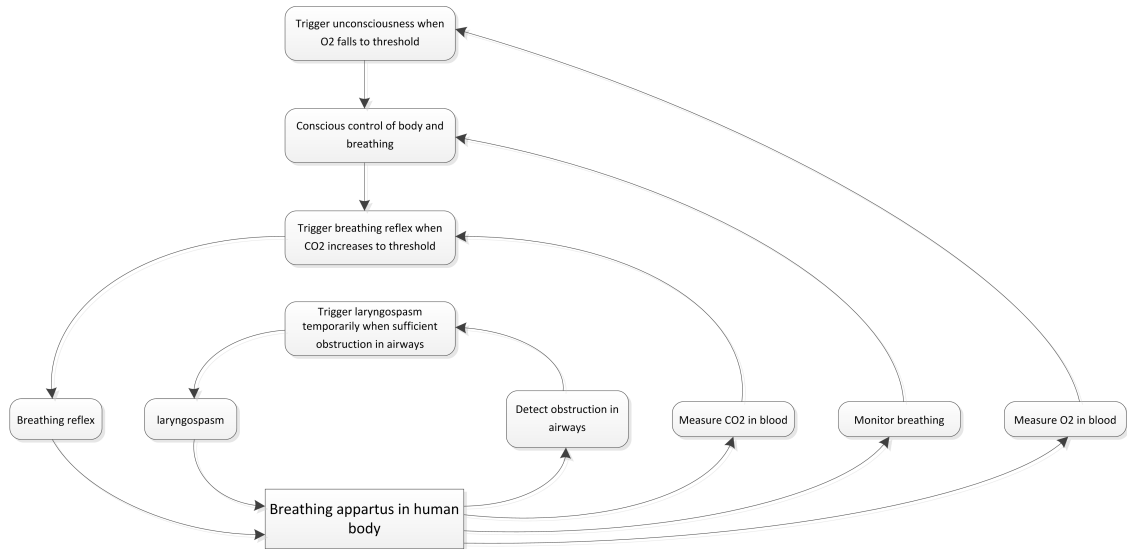 Trigger unconsciousness when
O2 falls to threshold
Conscious control of body and
breathing
Trigger breathing reflex when
CO2 increases to threshold
Trigger laryngospasm
temporarily when sufficient
obstruction in airways
Breathing reflex
laryngospasm
Detect obstruction in
airways
Measure CO2 in blood
Monitor breathing
Measure O2 in blood
Breathing appartus in human
body